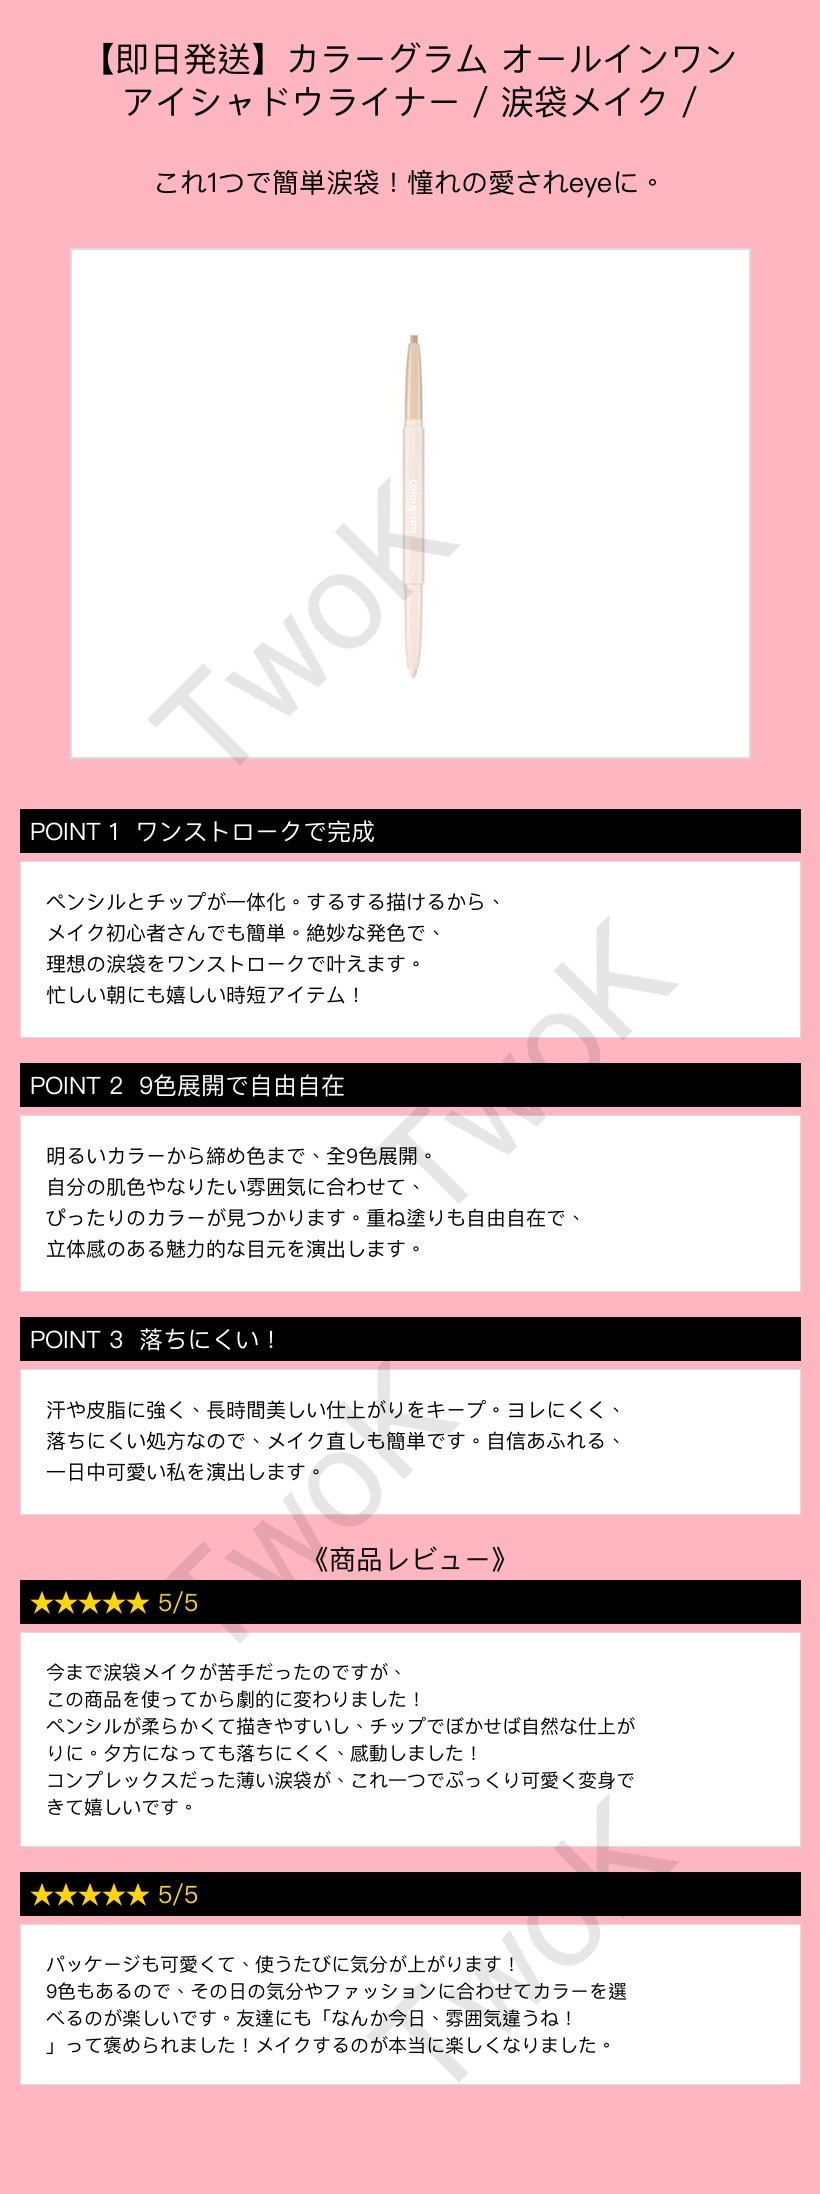 【即日発送】カラーグラム オールインワン
アイシャドウライナー / 涙袋メイク /
これ1つで簡単涙袋！憧れの愛されeyeに。
colorgram
TwoK
POINT 1 ワンストロークで完成
ペンシルとチップが一体化。するする描けるから、
メイク初心者さんでも簡単。絶妙な発色で、
理想の涙袋をワンストロークで叶えます。
忙しい朝にも嬉しい時短アイテム！
TwoK
POINT 2 9色展開で自由自在
明るいカラーから締め色まで、全9色展開。
自分の肌色やなりたい雰囲気に合わせて、
ぴったりのカラーが見つかります。重ね塗りも自由自在で、
立体感のある魅力的な目元を演出します。
POINT 3 落ちにくい！
汗や皮脂に強く、長時間美しい仕上がりをキープ。ヨレにくく、
落ちにくい処方なので、メイク直しも簡単です。自信あふれる、
一日中可愛い私を演出します。
TwoK
《商品レビュー》
★★★★★ 5/5
今まで涙袋メイクが苦手だったのですが、
この商品を使ってから劇的に変わりました！
ペンシルが柔らかくて描きやすいし、チップでぼかせば自然な仕上が
りに。夕方になっても落ちにくく、感動しました！
コンプレックスだった薄い涙袋が、これ一つでぷっくり可愛く変身で
きて嬉しいです。
★★★★★ 5/5
パッケージも可愛くて、使うたびに気分が上がります！
9色もあるので、その日の気分やファッションに合わせてカラーを選
べるのが楽しいです。友達にも「なんか今日、雰囲気違うね！
」って褒められました！メイクするのが本当に楽しくなりました。
TwoK